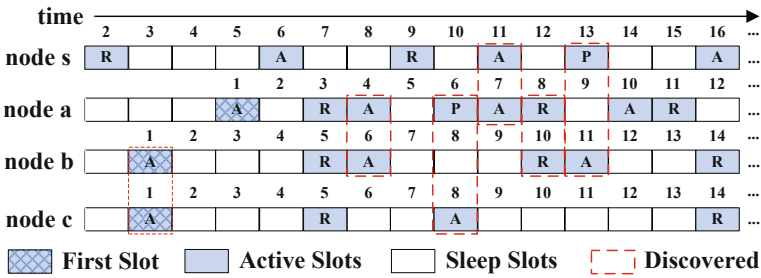 time
2 3 4 5 6 7 8 9 10 11 12 13 14 15 16 ...
node s R A R A P A ...
1 2 3 4 5 6 7 8 9 10 11 12 ...
node a A R A P A R A R ...
1 2 3 4 5 6 7 8 9 10 11 12 13 14 ...
node b A R A R A R ...
1 2 3 4 5 6 7 8 9 10 11 12 13 14 ...
node c A R A R ...
First Slot Active Slots Sleep Slots Discovered